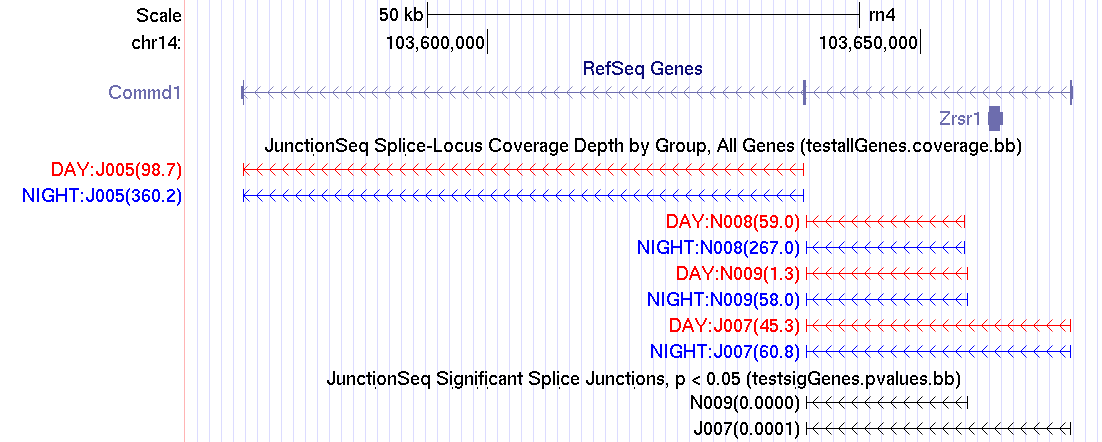 Scale 50 kb rn4
chr14: 103,600,000 103,650,000
RefSeq Genes
Commd1
Zrsr1
JunctionSeq Splice-Locus Coverage Depth by Group, All Genes (testallGenes.coverage.bb)
DAY:J005(98.7)
NIGHT:J005(360.2)
DAY:N008(59.0)
NIGHT:N008(267.0)
DAY:N009(1.3)
NIGHT:N009(58.0)
DAY:J007(45.3)
NIGHT:J007(60.8)
JunctionSeq Significant Splice Junctions, p < 0.05 (testsigGenes.pvalues.bb)
N009(0.0000)
J007(0.0001)